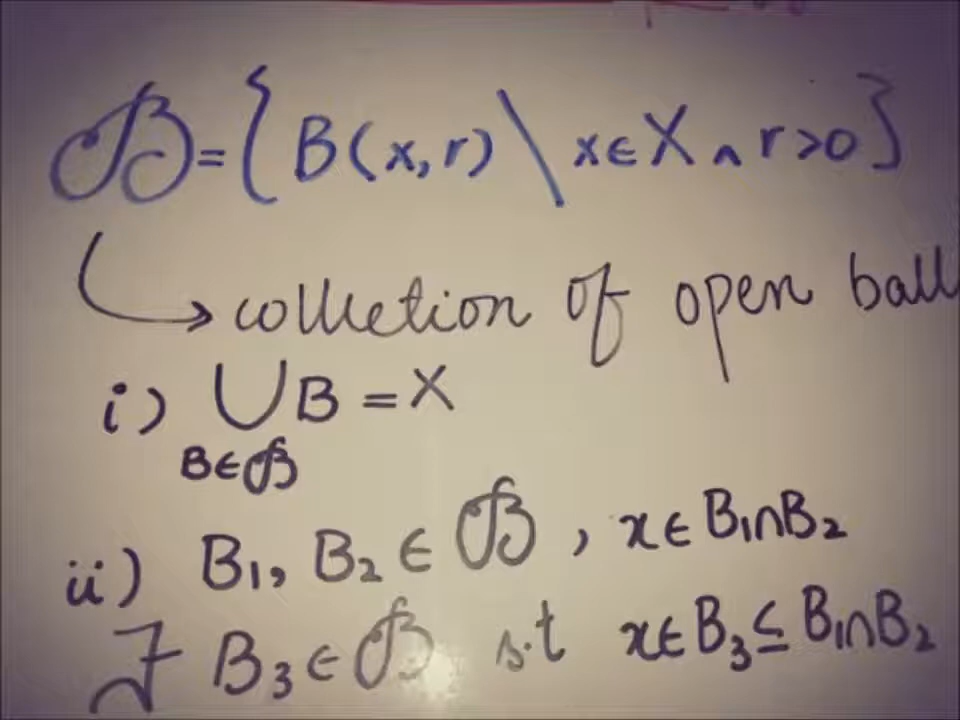 ℬ = { B(x,r) \ x∈X ∧ r>0 }
↳ colletion of open ball
i) ∪B = X
B∈ℬ
ii) B₁, B₂ ∈ ℬ, x∈ B₁∩B₂
∃ B₃∈ℬ s.t x∈B₃⊆B₁∩B₂